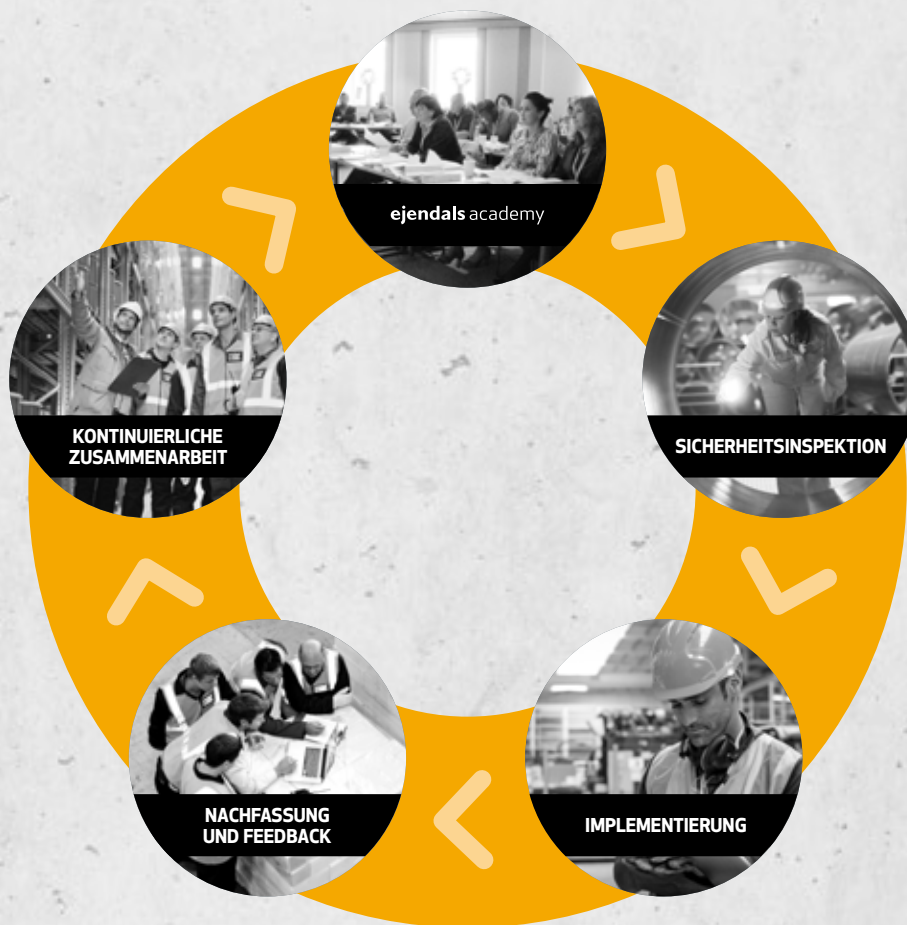 ejendals academy
SICHERHEITSINSPEKTION
IMPLEMENTIERUNG
NACHFASSUNG
UND FEEDBACK
KONTINUIERLICHE
ZUSAMMENARBEIT